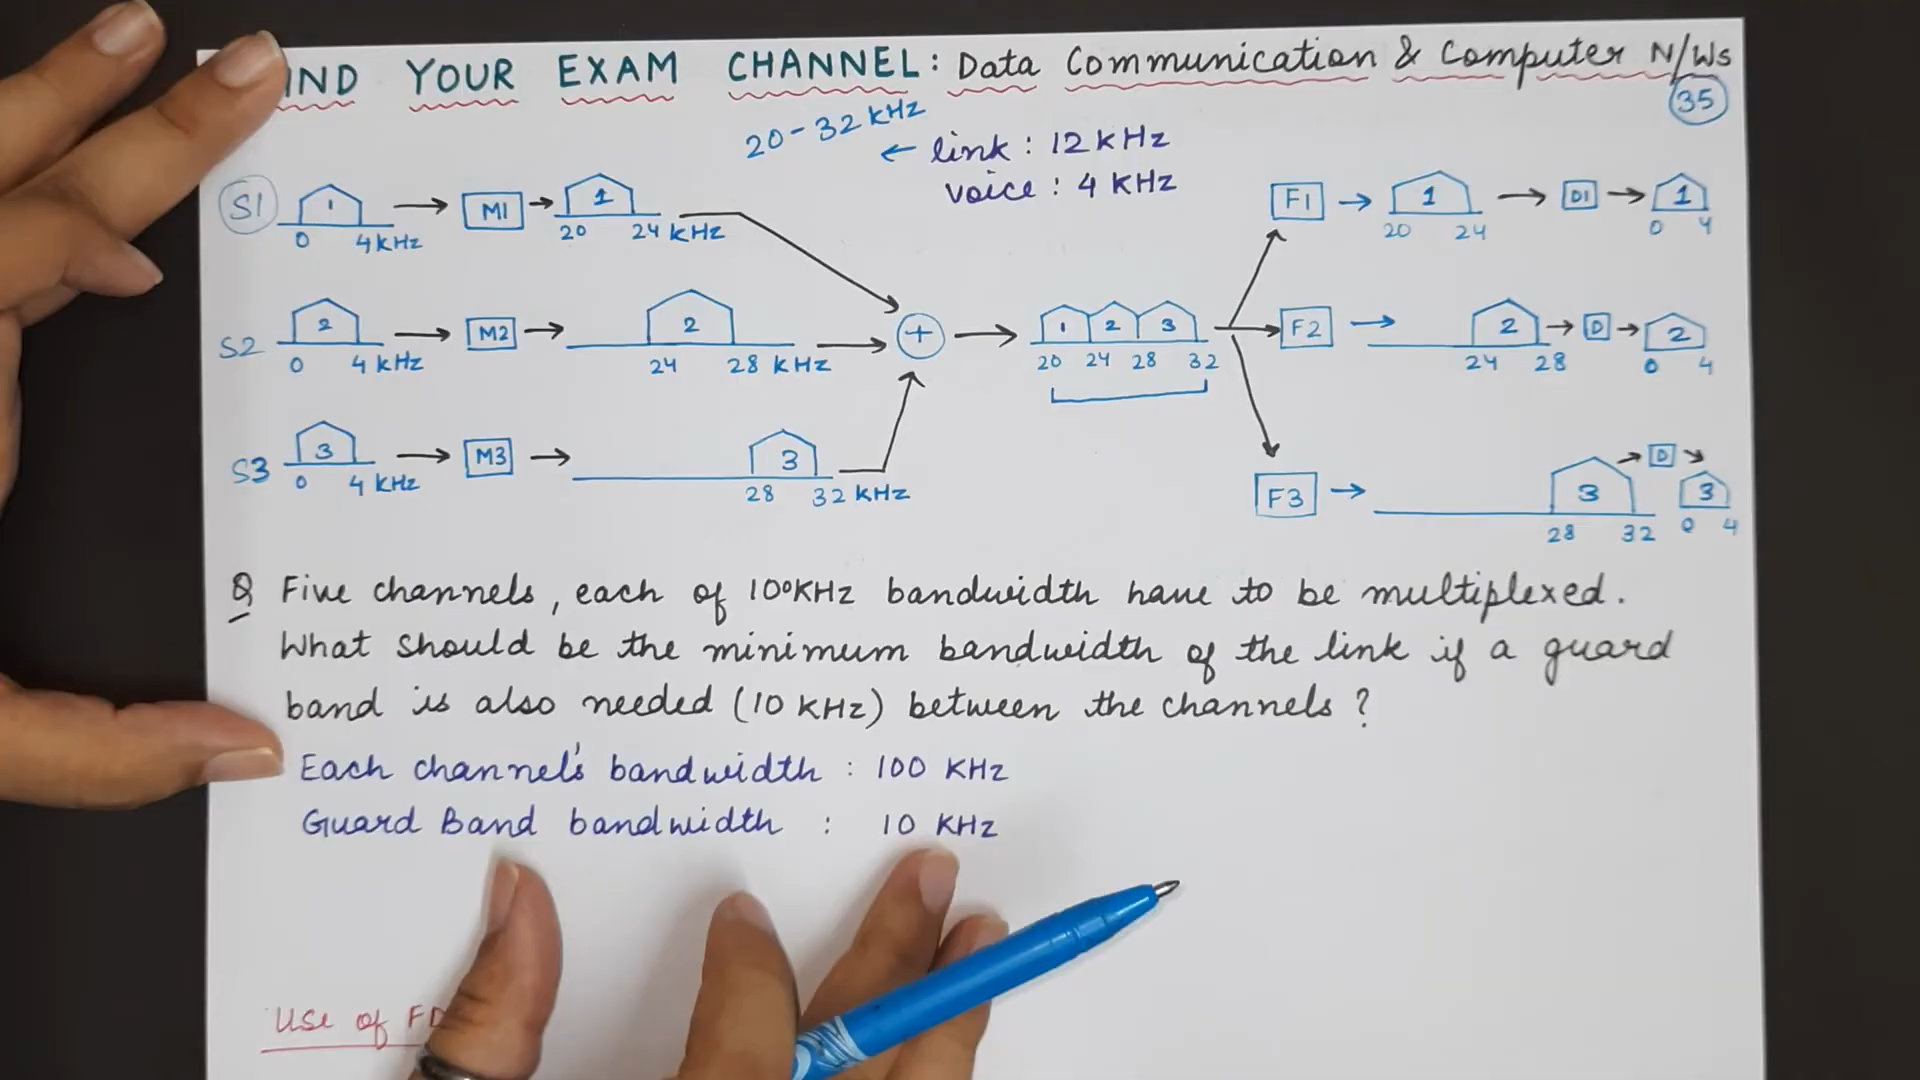 IND YOUR EXAM CHANNEL: Data Communication & Computer N/Ws
35
20-32 KHz ← link : 12 KHz
voice : 4 KHz
S1 1 → M1 → 1
0 4 KHz 20 24 KHz
F1 → 1 → D1 → 1
20 24 0 4
S2 2 → M2 → 2 → + → 1 2 3
0 4 KHz 24 28 KHz 20 24 28 32
F2 → 2 → D → 2
24 28 0 4
S3 3 → M3 → 3
0 4 KHz 28 32 KHz
F3 → 3 → D 3
28 32 0 4
Q Five channels, each of 100KHz bandwidth have to be multiplexed.
What should be the minimum bandwidth of the link if a guard
band is also needed (10 KHz) between the channels?
Each channel's bandwidth : 100 KHz
Guard Band bandwidth : 10 KHz
Use of FD